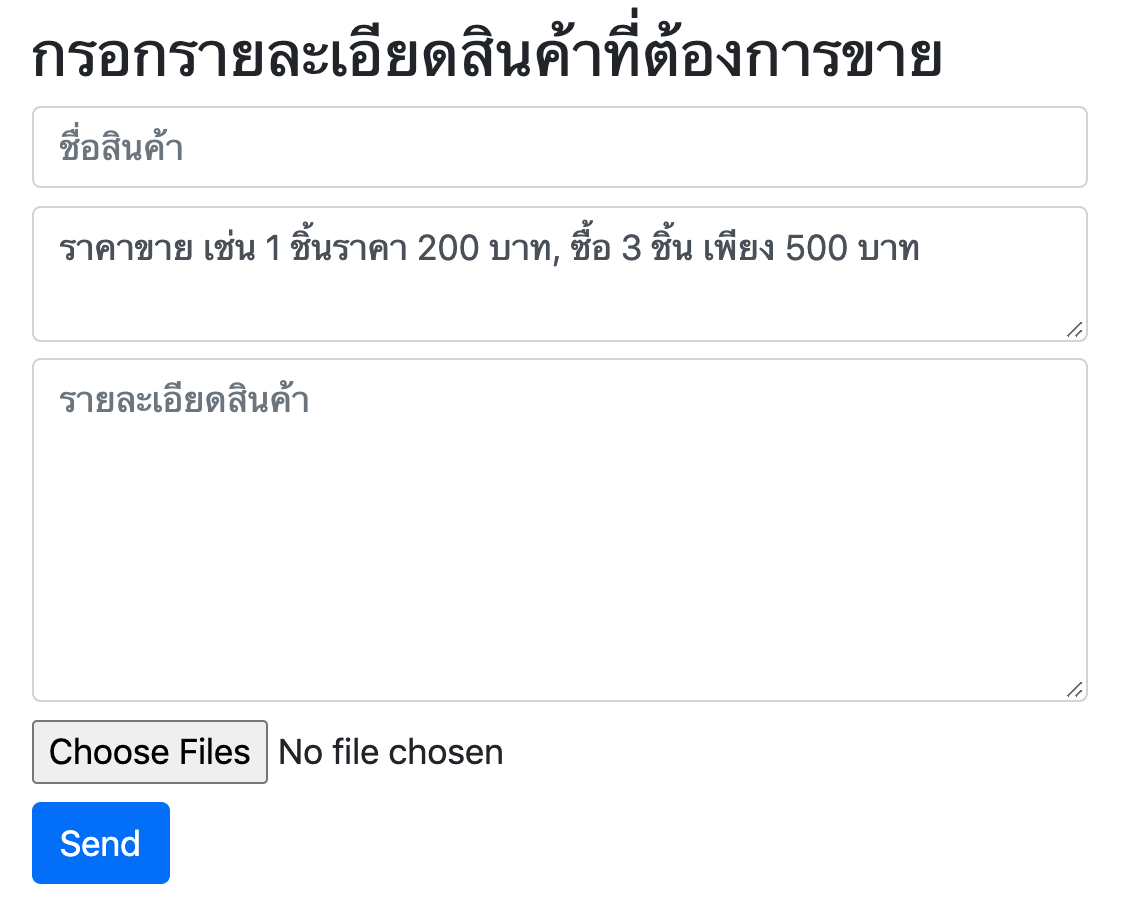 กรอกรายละเอียดสินค้าที่ต้องการขาย
ชื่อสินค้า
ราคาขาย เช่น 1 ชิ้นราคา 200 บาท, ซื้อ 3 ชิ้น เพียง 500 บาท
รายละเอียดสินค้า
Choose Files No file chosen
Send